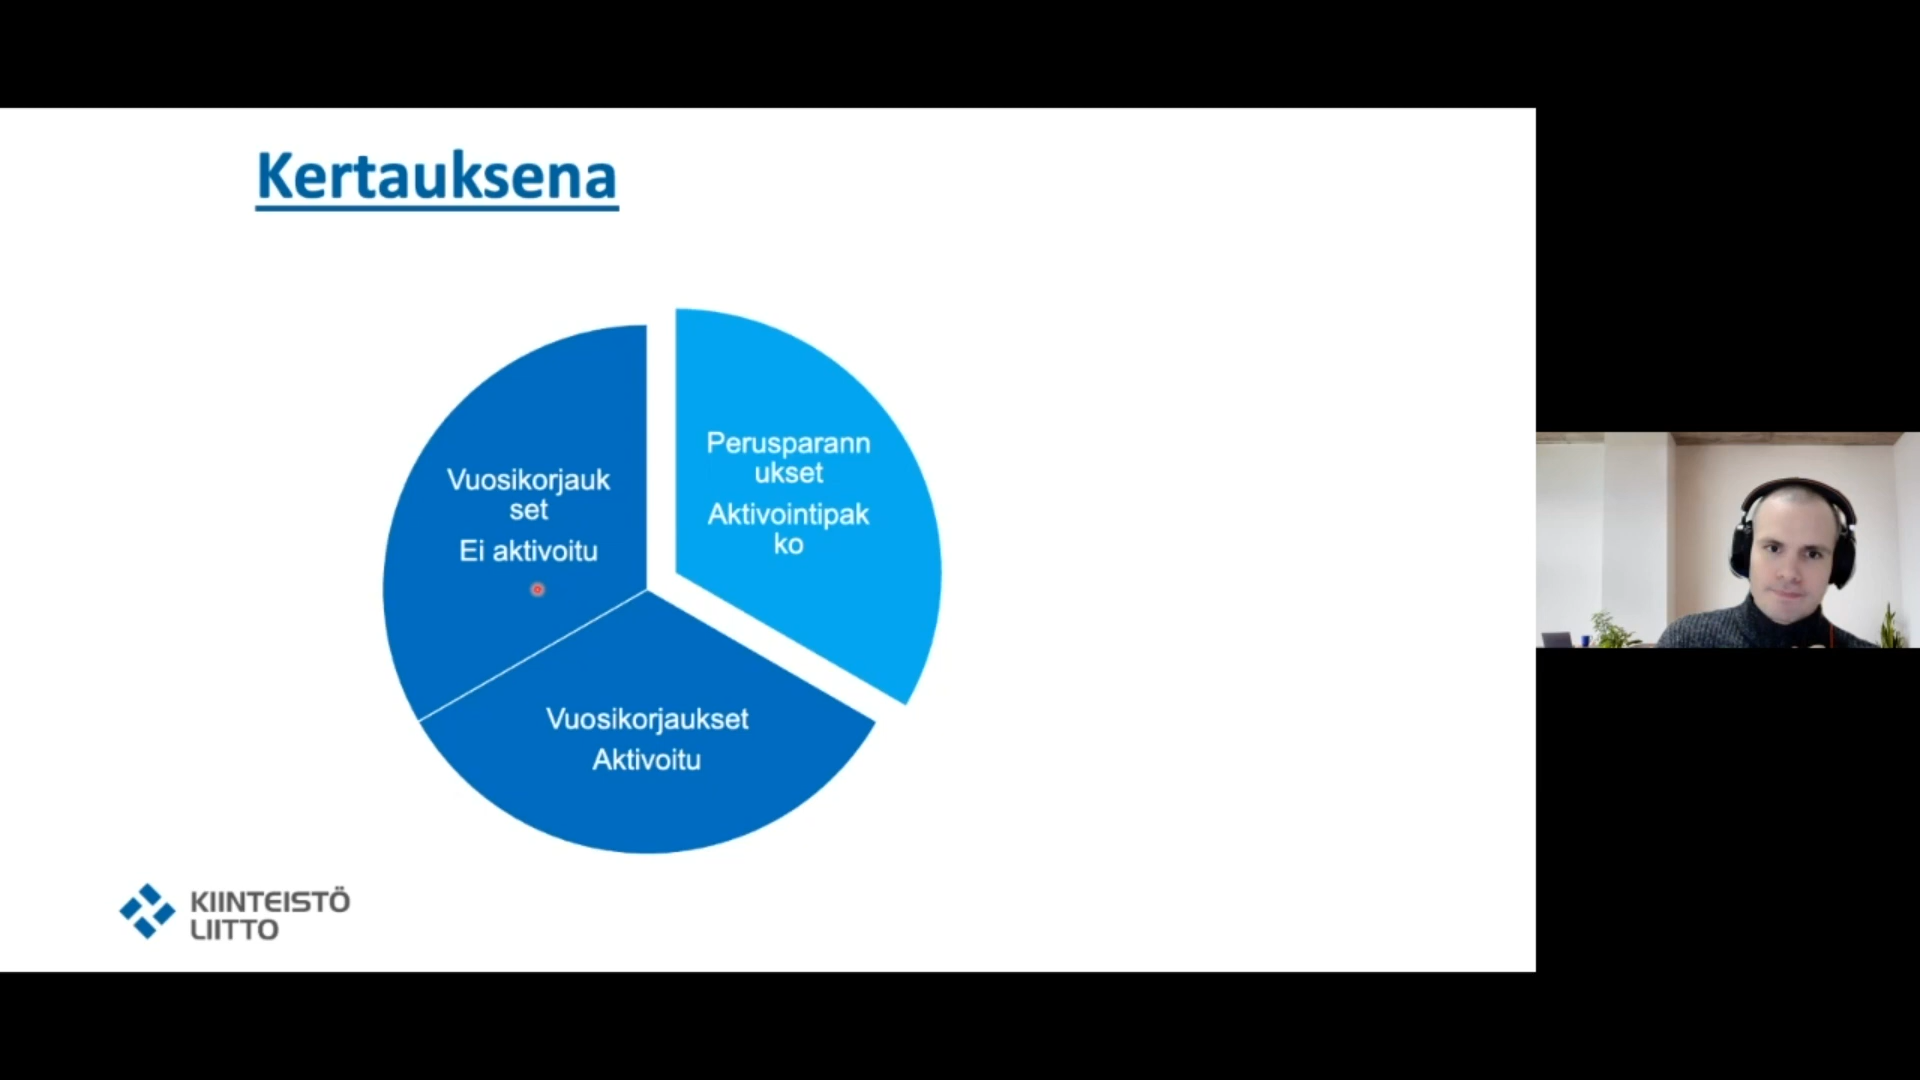 Kertauksena
Vuosikorjauk
set
Ei aktivoitu
Perusparann
ukset
Aktivointipak
ko
Vuosikorjaukset
Aktivoitu
KIINTEISTÖ
LIITTO